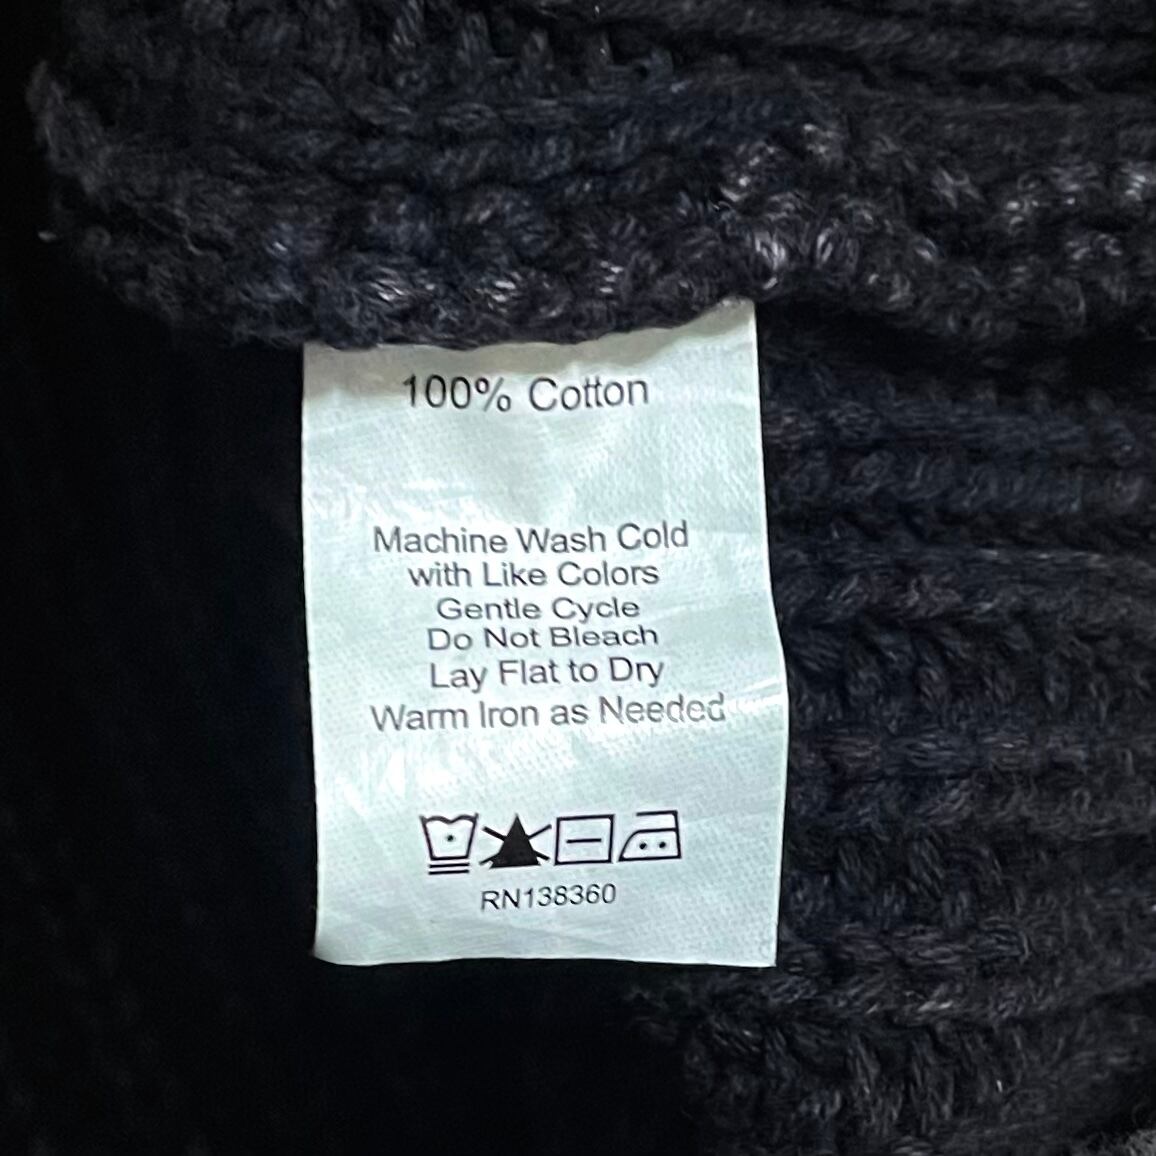 100% Cotton
Machine Wash Cold
with Like Colors
Gentle Cycle
Do Not Bleach
Lay Flat to Dry
Warm Iron as Needed
RN138360